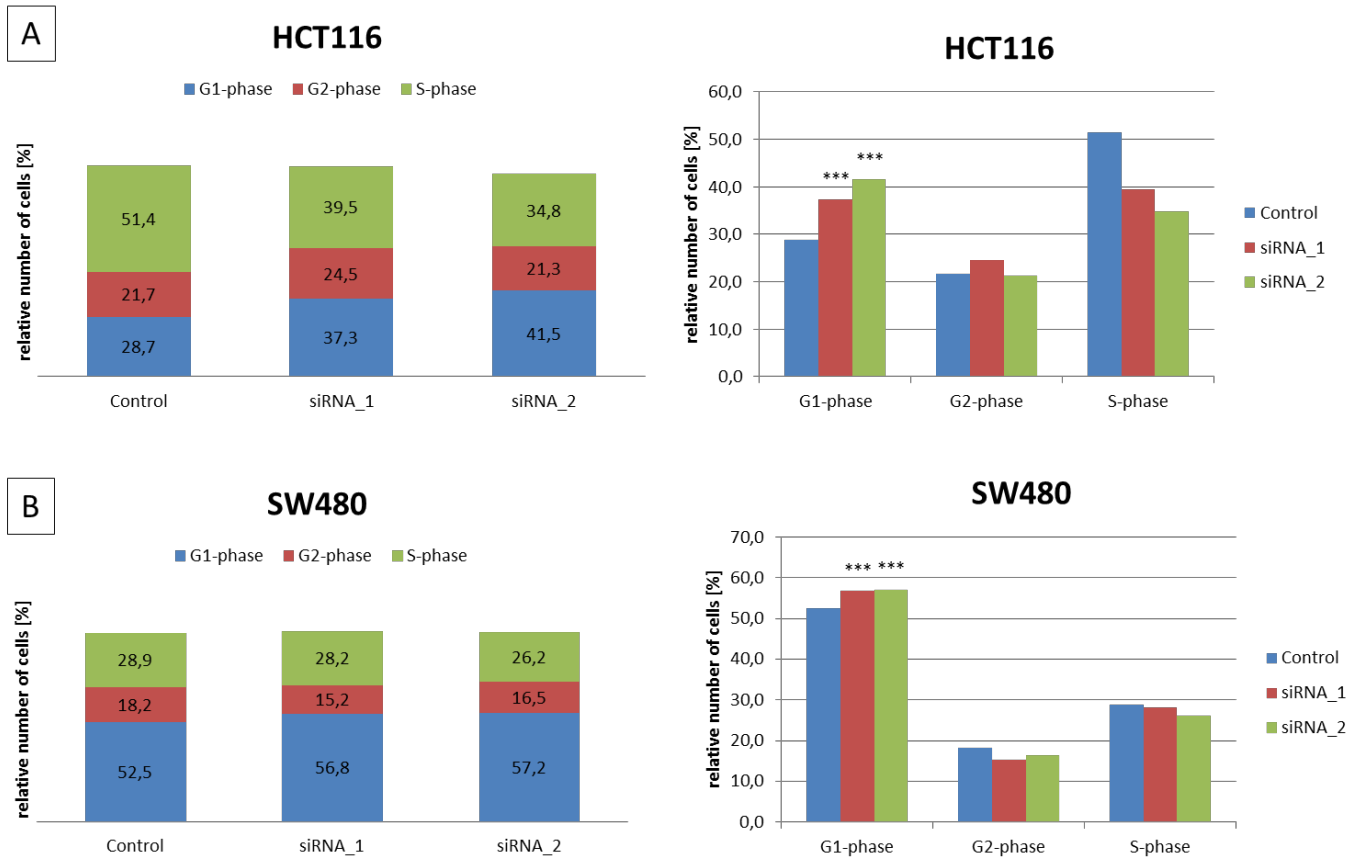 A
HCT116
G1-phase G2-phase S-phase
relative number of cells [%]
51,4 39,5 34,8
21,7 24,5 21,3
28,7 37,3 41,5
Control siRNA_1 siRNA_2
HCT116
relative number of cells [%]
60,0
50,0
40,0
30,0
20,0
10,0
0,0
*** ***
G1-phase G2-phase S-phase
Control
siRNA_1
siRNA_2
B
SW480
G1-phase G2-phase S-phase
relative number of cells [%]
28,9 28,2 26,2
18,2 15,2 16,5
52,5 56,8 57,2
Control siRNA_1 siRNA_2
SW480
relative number of cells [%]
70,0
60,0
50,0
40,0
30,0
20,0
10,0
0,0
*** ***
G1-phase G2-phase S-phase
Control
siRNA_1
siRNA_2